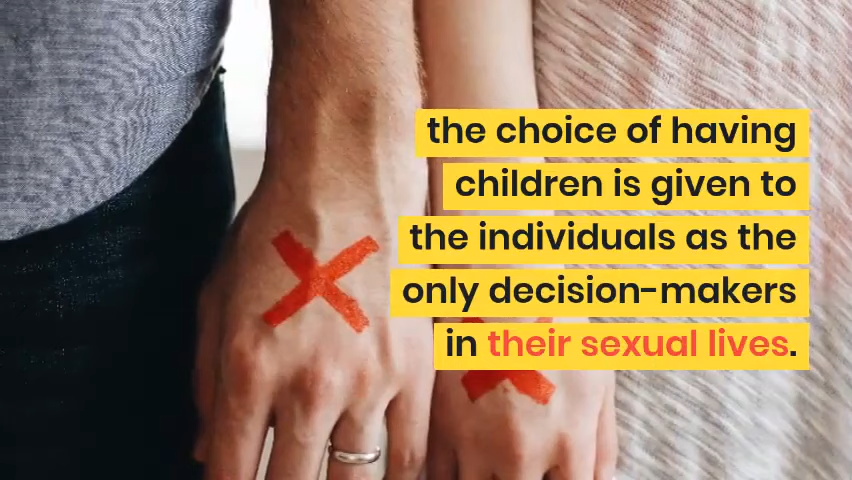 the choice of having
children is given to
the individuals as the
only decision-makers
in their sexual lives.